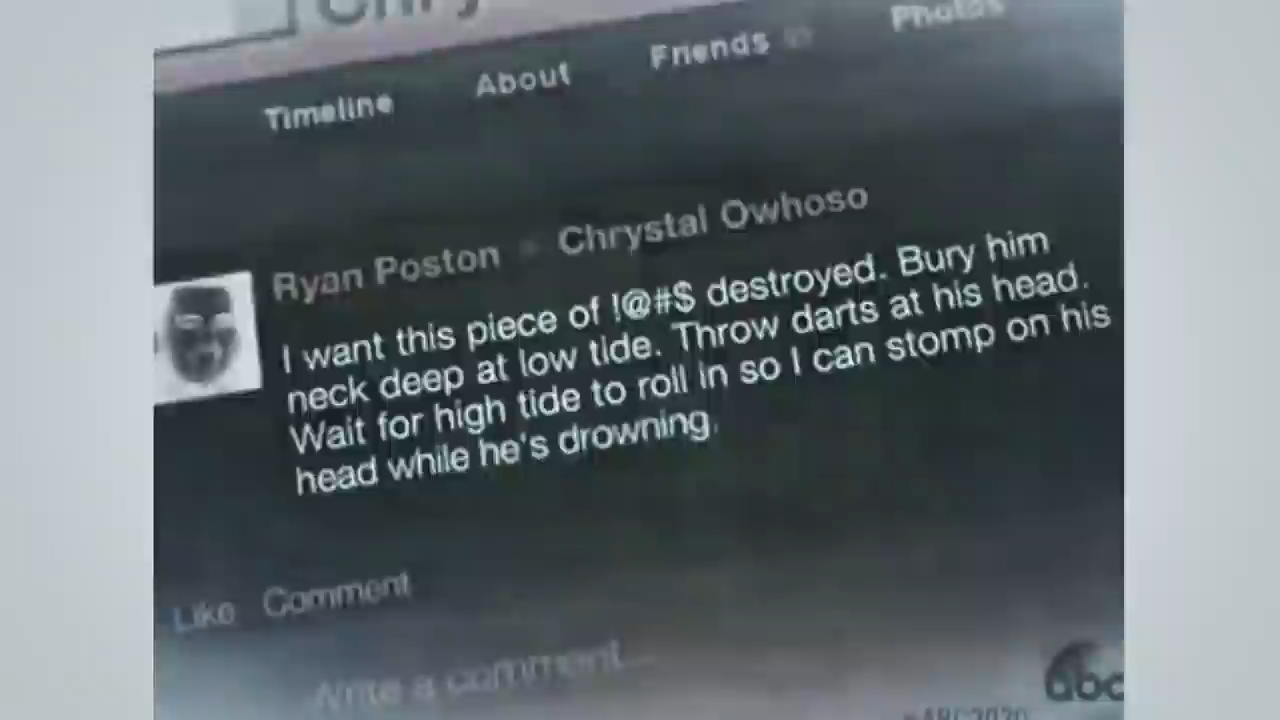 Timeline About Friends Photos
Ryan Poston Chrystal Owhoso
I want this piece of !@#$ destroyed. Bury him
neck deep at low tide. Throw darts at his head.
Wait for high tide to roll in so I can stomp on his
head while he's drowning.
Like Comment
Write a comment...
abc